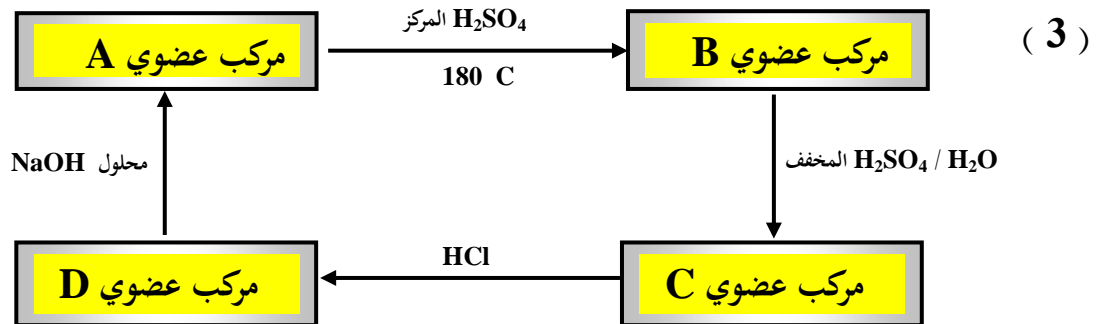 ( 3 )
مركب عضوي A
H₂SO₄ المركز
180 C
مركب عضوي B
محلول NaOH
H₂SO₄ / H₂O المخفف
مركب عضوي D
HCl
مركب عضوي C